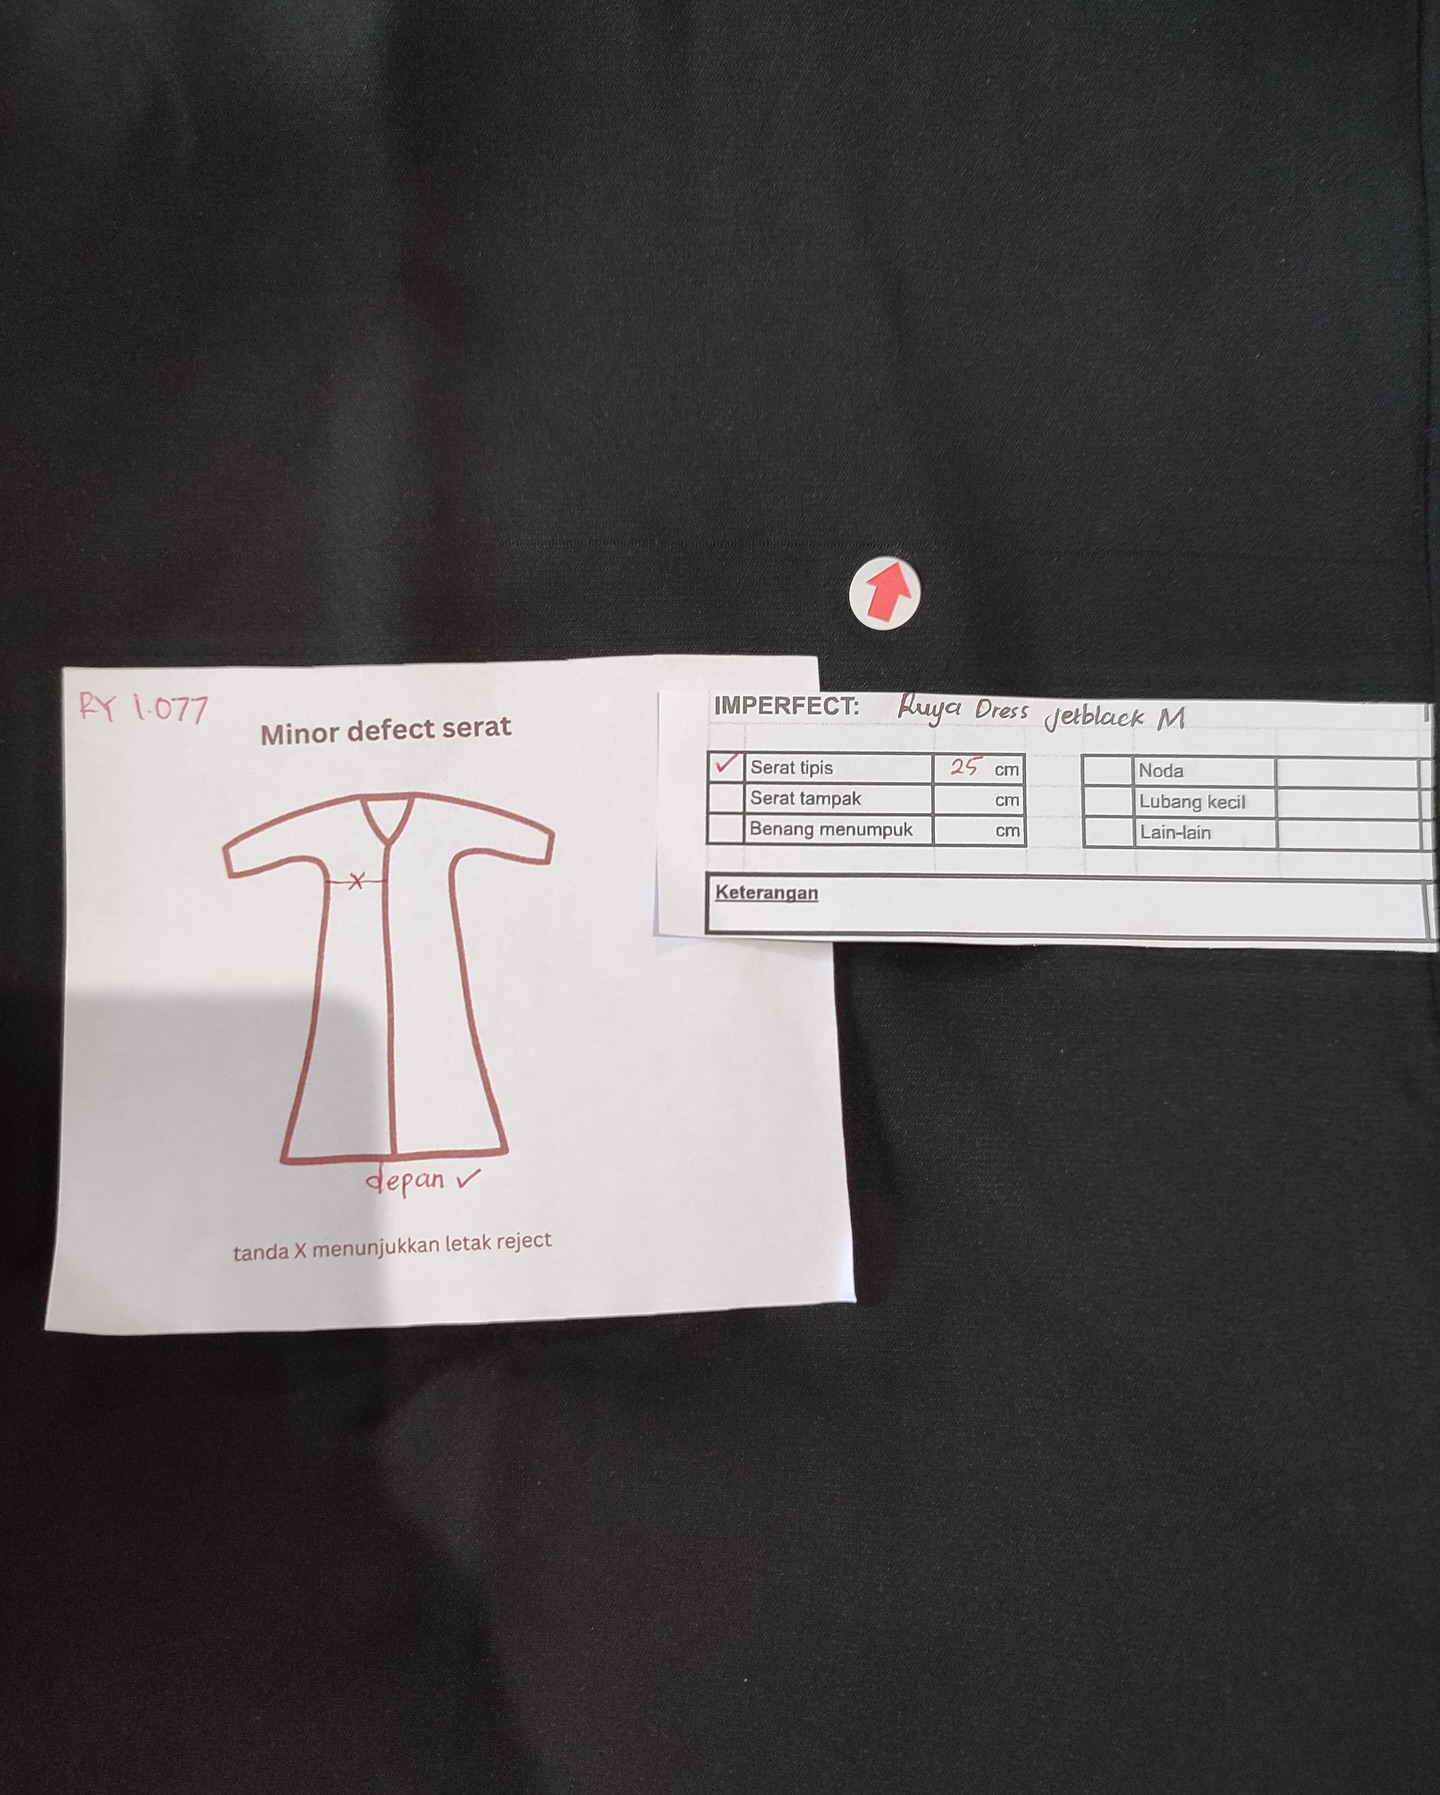 RY 1.077
Minor defect serat
X
depan ✓
tanda X menunjukkan letak reject
IMPERFECT: Ruya Dress Jetblack M
✓ Serat tipis 25 cm
Serat tampak cm
Benang menumpuk cm
Noda
Lubang kecil
Lain-lain
Keterangan